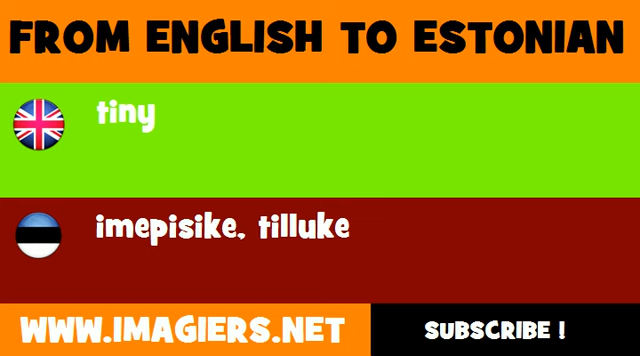 FROM ENGLISH TO ESTONIAN
tiny
imepisike, tilluke
WWW.IMAGIERS.NET
SUBSCRIBE !